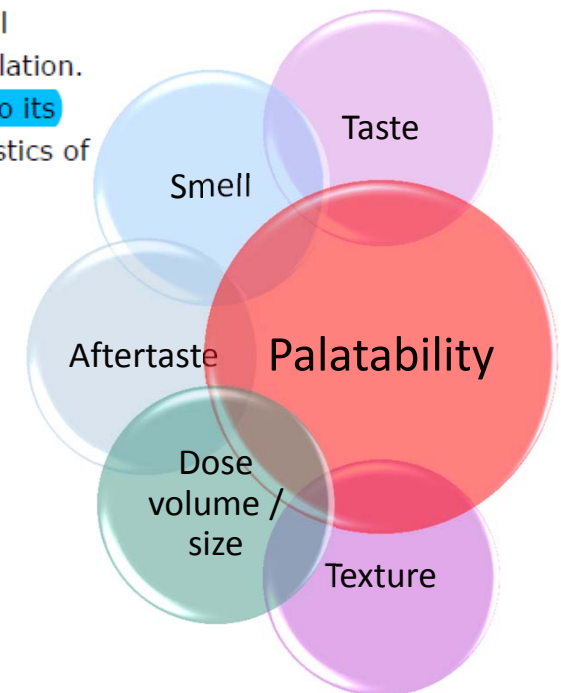 l
lation.
o its
stics of
Taste
Smell
Aftertaste
Palatability
Dose
volume /
size
Texture